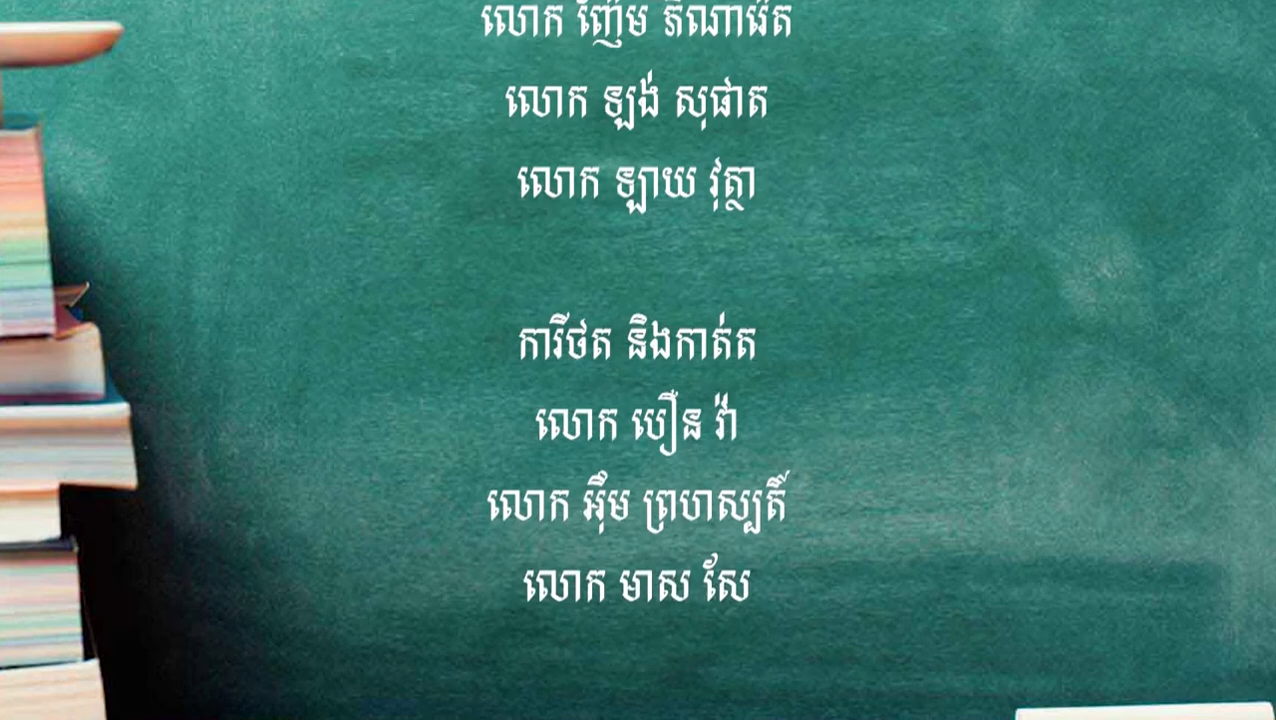 លោក ញ៉ែម ភិណារ៉េត
លោក ឡុង់ សុផាត
លោក ឡាយ វុត្ថា
ការីថត និងកាត់ត
លោក បឿន រ៉ា
លោក អ៊ឹម ព្រហស្បតិ៍
លោក មាស សែ